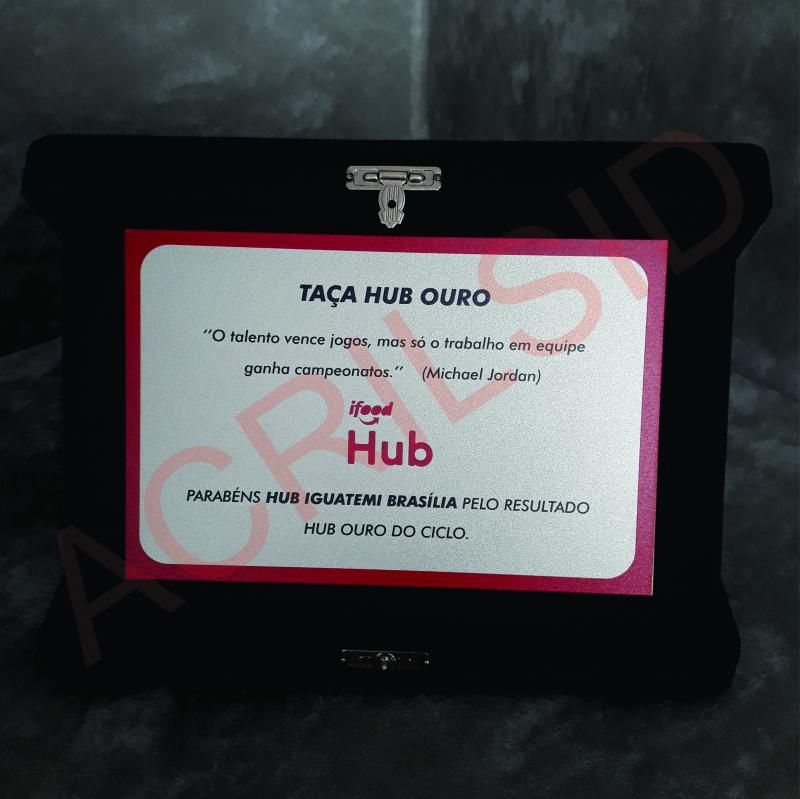 TAÇA HUB OURO
"O talento vence jogos, mas só o trabalho em equipe
ganha campeonatos." (Michael Jordan)
ifood
Hub
PARABÉNS HUB IGUATEMI BRASÍLIA PELO RESULTADO
HUB OURO DO CICLO.
ACRILSID